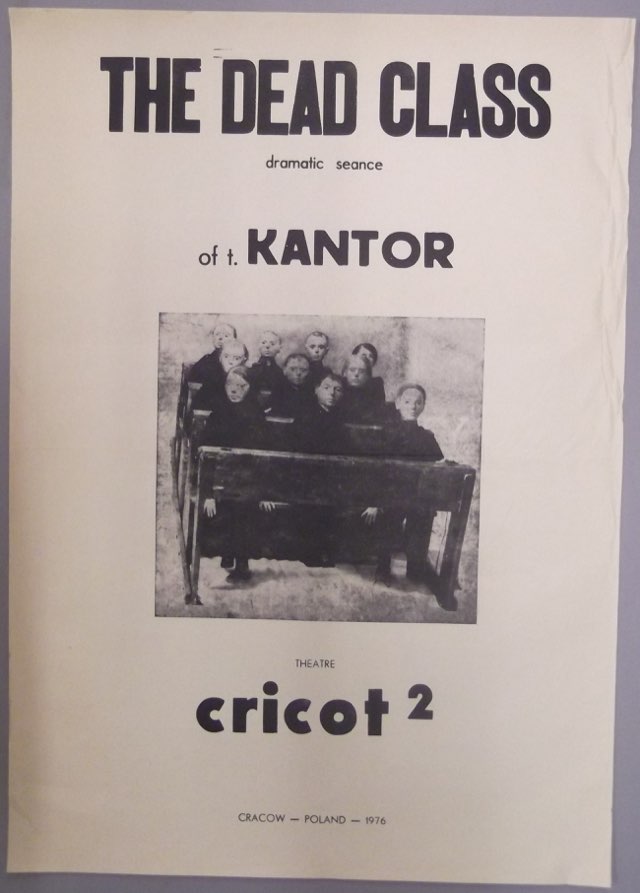 THE DEAD CLASS
dramatic seance
of t. KANTOR
THEATRE
cricot 2
CRACOW — POLAND — 1976